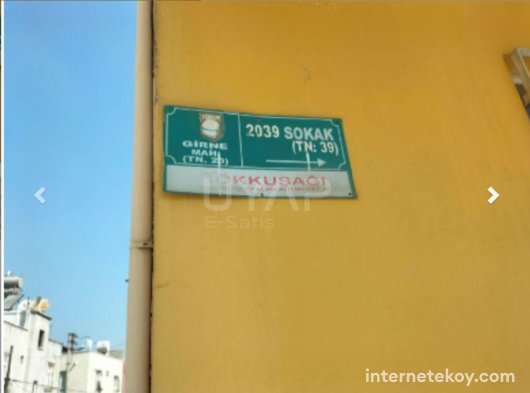 GİRNE
MAH.
(TN. 20)
2039 SOKAK
(TN: 39)
UYAP
e-Satış
internetekoy.com